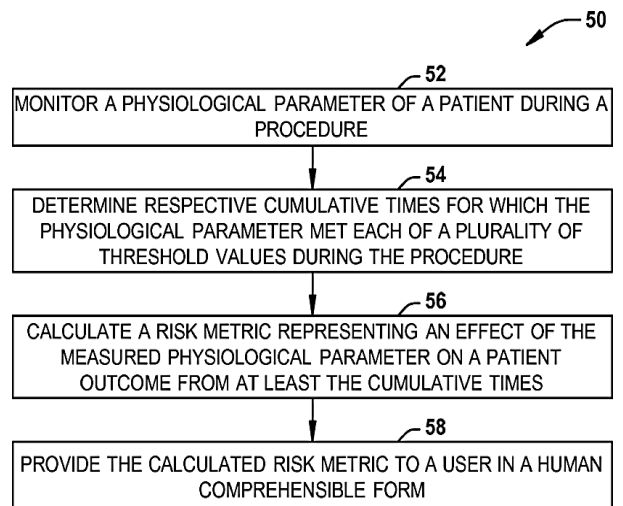 50
52
MONITOR A PHYSIOLOGICAL PARAMETER OF A PATIENT DURING A
PROCEDURE
54
DETERMINE RESPECTIVE CUMULATIVE TIMES FOR WHICH THE
PHYSIOLOGICAL PARAMETER MET EACH OF A PLURALITY OF
THRESHOLD VALUES DURING THE PROCEDURE
56
CALCULATE A RISK METRIC REPRESENTING AN EFFECT OF THE
MEASURED PHYSIOLOGICAL PARAMETER ON A PATIENT
OUTCOME FROM AT LEAST THE CUMULATIVE TIMES
58
PROVIDE THE CALCULATED RISK METRIC TO A USER IN A HUMAN
COMPREHENSIBLE FORM